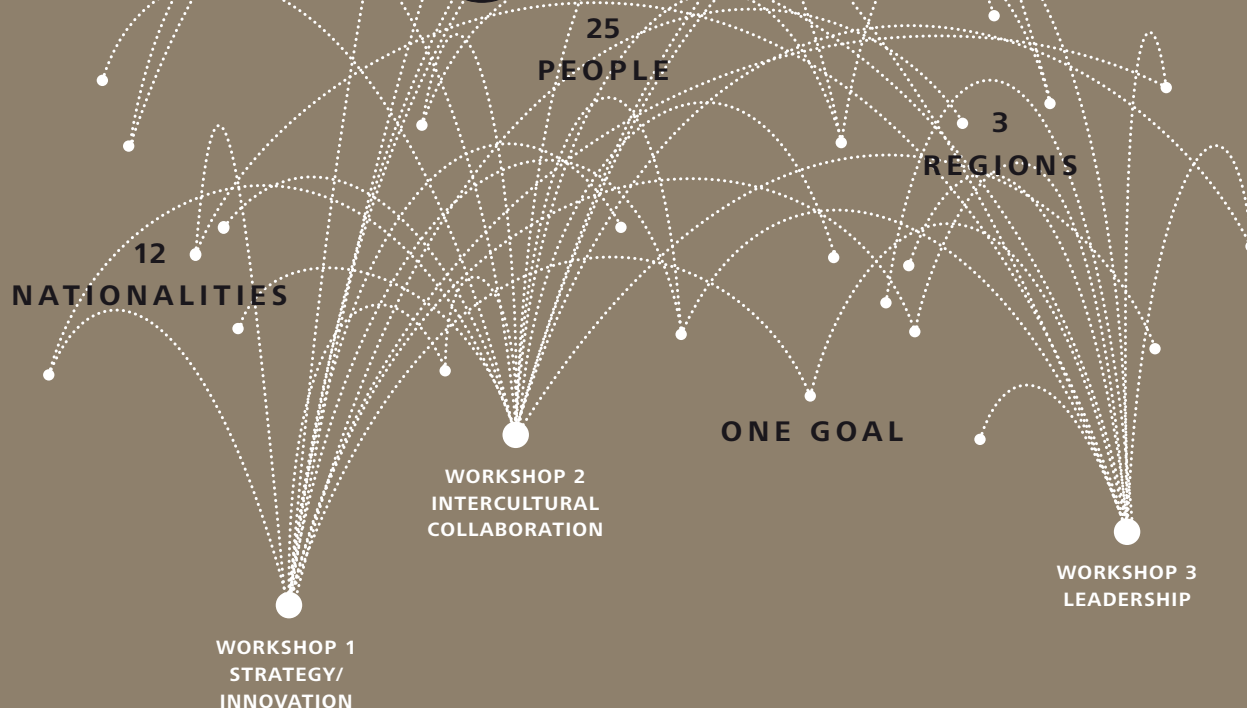 25
PEOPLE
3
REGIONS
12
NATIONALITIES
ONE GOAL
WORKSHOP 2
INTERCULTURAL
COLLABORATION
WORKSHOP 3
LEADERSHIP
WORKSHOP 1
STRATEGY/
INNOVATION